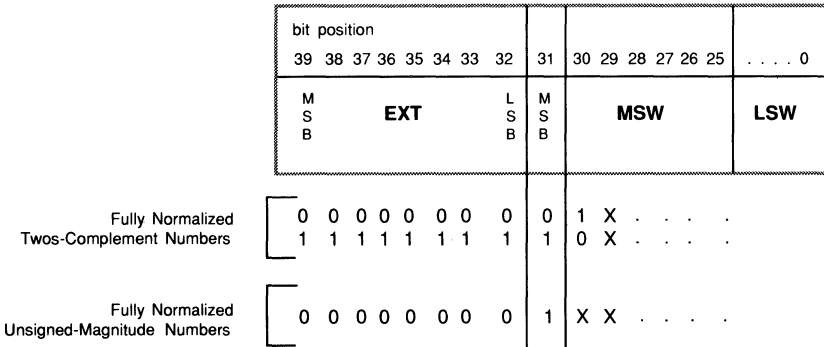 bit position
39 38 37 36 35 34 33 32 31 30 29 28 27 26 25 . . . . 0
MSB EXT LSB MSB MSW LSW
Fully Normalized
Twos-Complement Numbers
0 0 0 0 0 0 0 0 0 1 X . . . .
1 1 1 1 1 1 1 1 1 0 X . . . .
Fully Normalized
Unsigned-Magnitude Numbers
0 0 0 0 0 0 0 0 1 X X . . . .